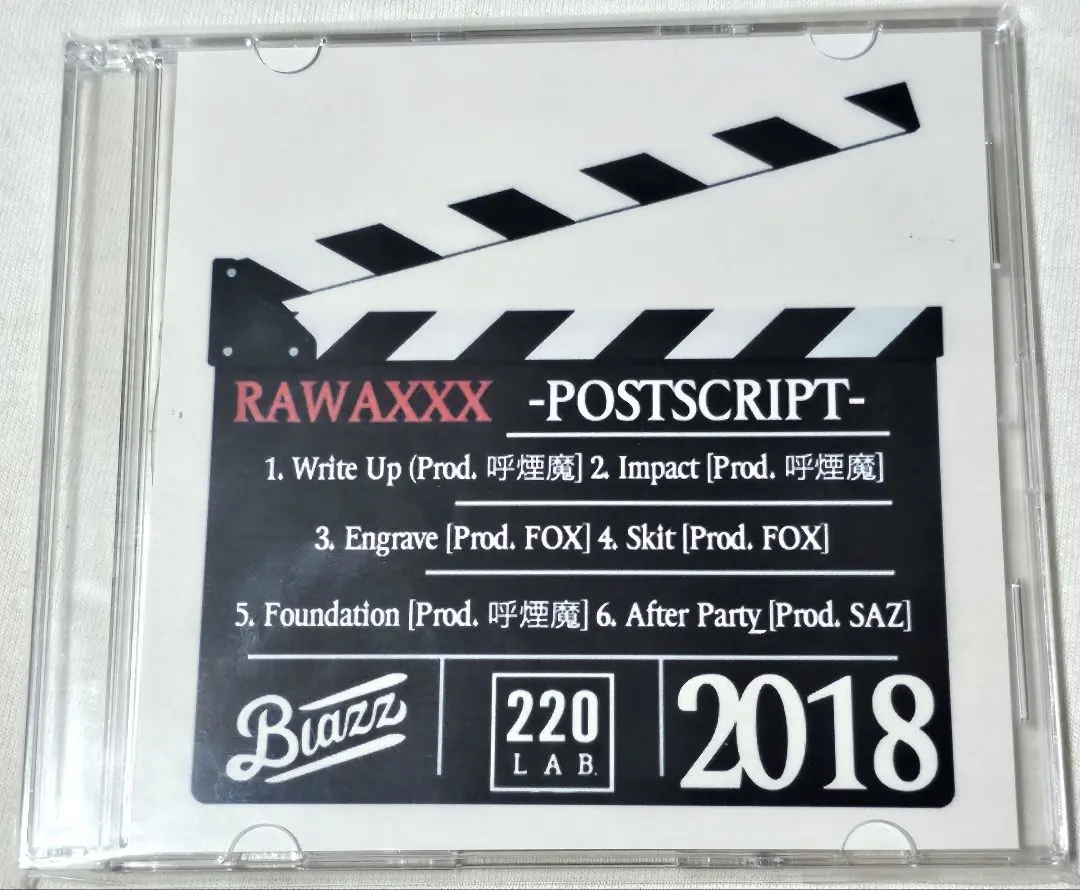 RAWAXXX -POSTSCRIPT-
1. Write Up (Prod. 呼煙魔] 2. Impact [Prod. 呼煙魔]
3. Engrave [Prod. FOX] 4. Skit [Prod. FOX]
5. Foundation [Prod. 呼煙魔] 6. After Party [Prod. SAZ]
Blazz
220
LAB.
2018